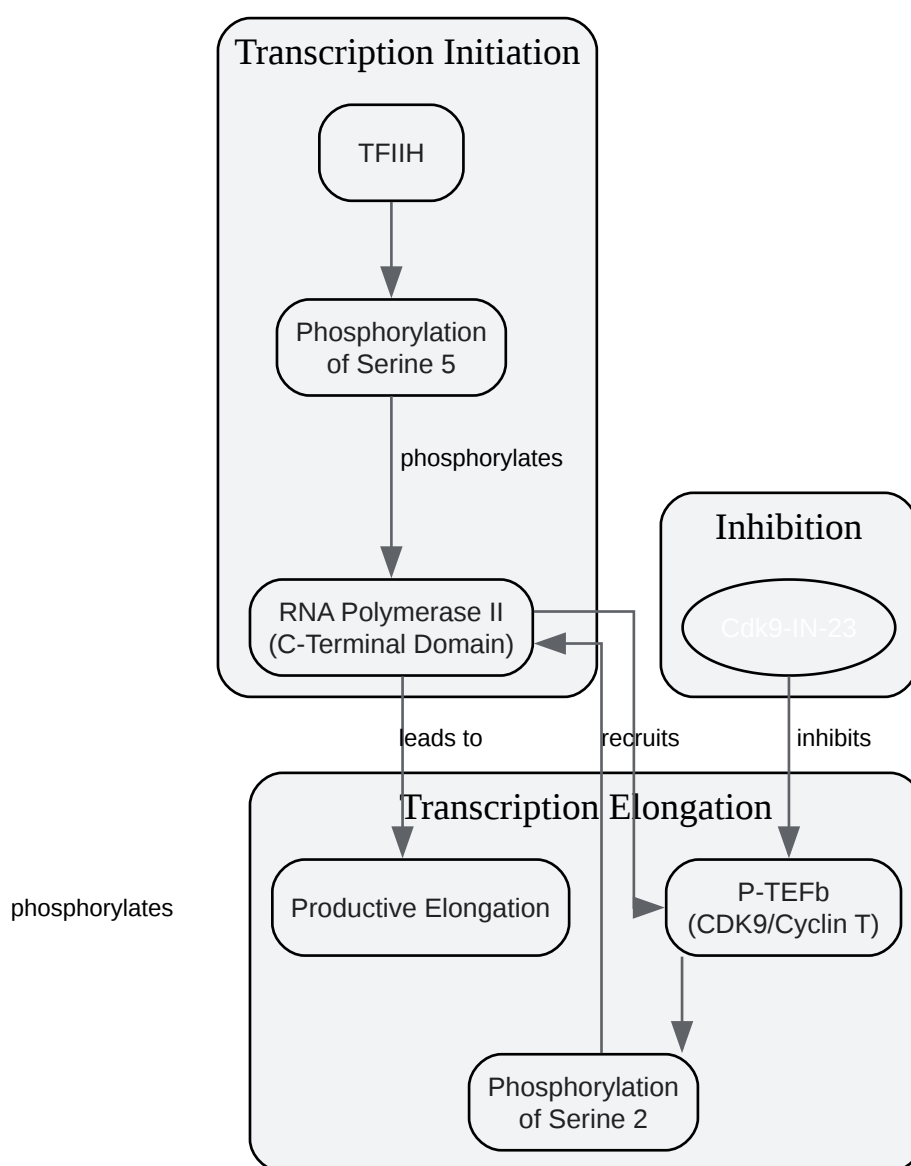 Transcription Initiation
TFIIH
Phosphorylation
of Serine 5
phosphorylates
RNA Polymerase II
(C-Terminal Domain)
Inhibition
Cdk9-IN-23
leads to
recruits
inhibits
Transcription Elongation
phosphorylates
Productive Elongation
P-TEFb
(CDK9/Cyclin T)
Phosphorylation
of Serine 2